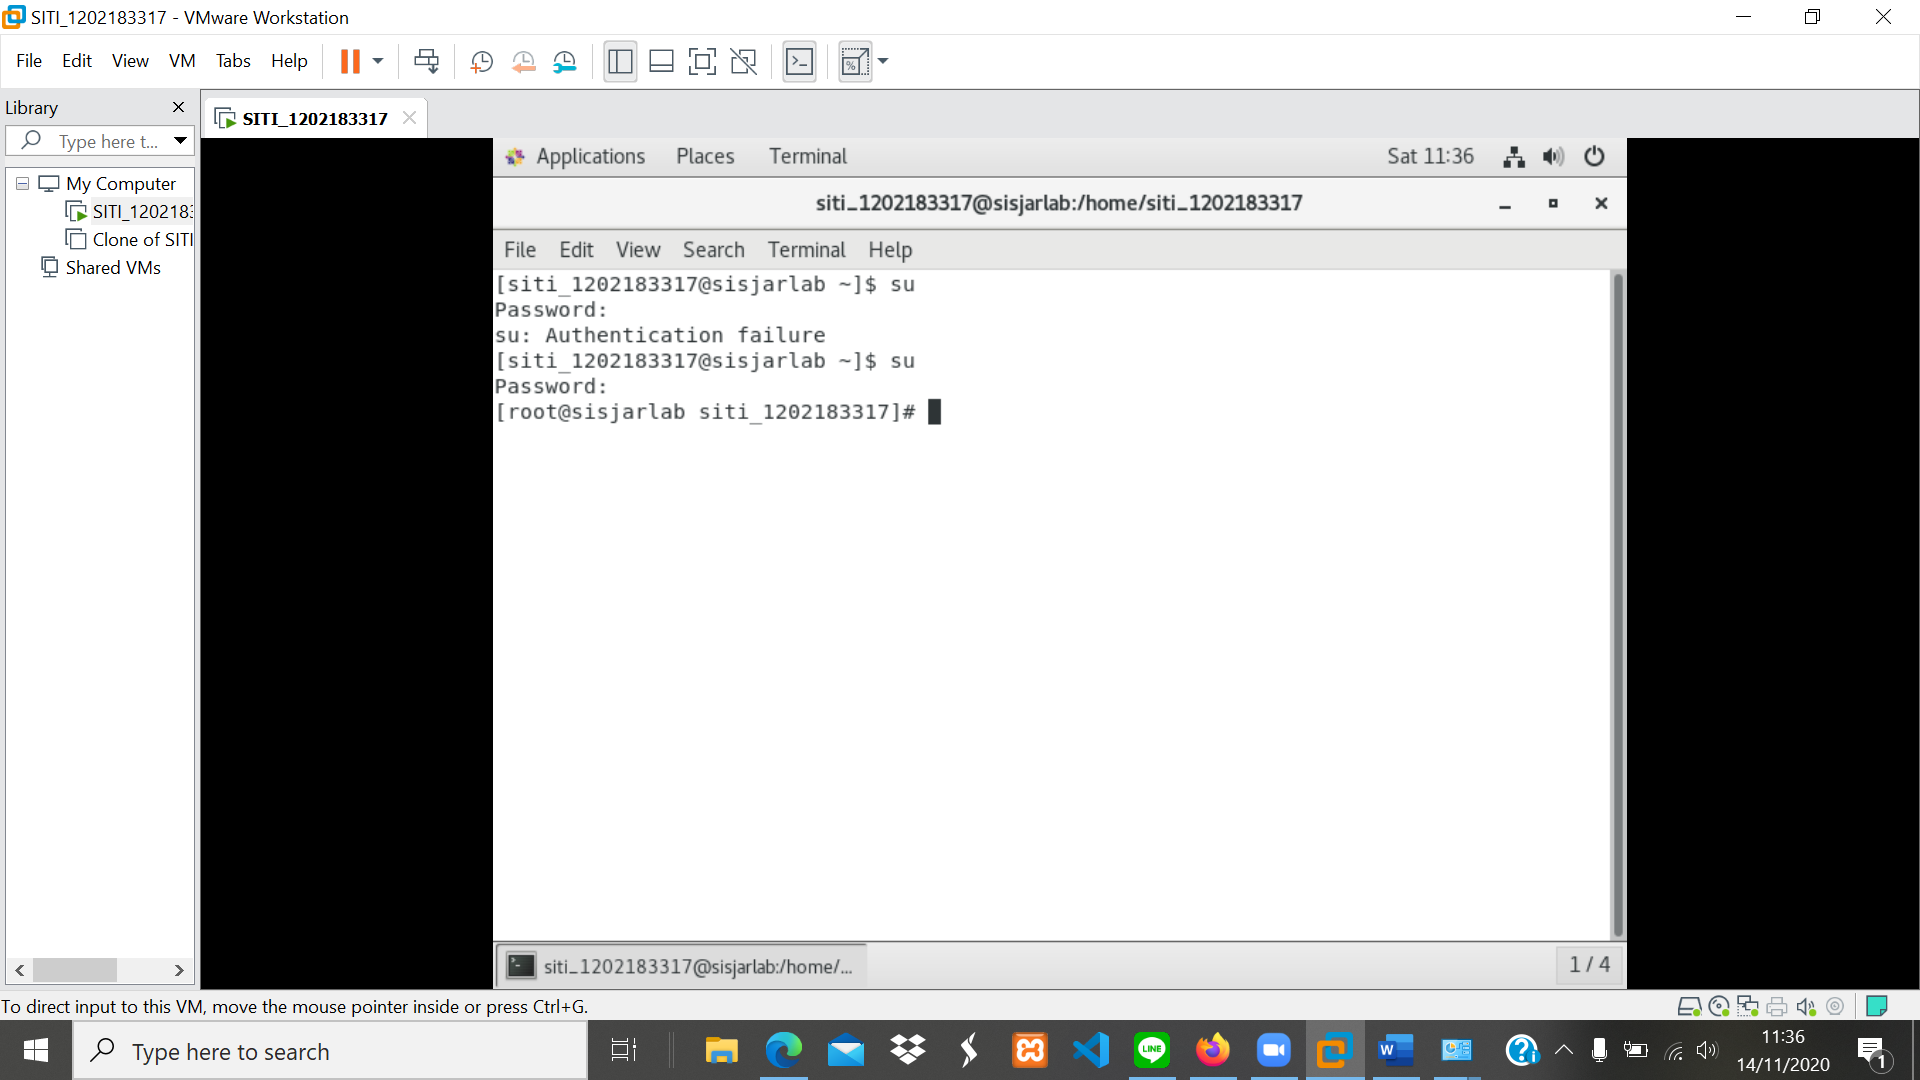 SITI_1202183317 - VMware Workstation
File Edit View VM Tabs Help
Library
Type here t...
My Computer
SITI_120218
Clone of SITI
Shared VMs
SITI_1202183317
Applications Places Terminal Sat 11:36
siti_1202183317@sisjarlab:/home/siti_1202183317
File Edit View Search Terminal Help
[siti_1202183317@sisjarlab ~]$ su
Password:
su: Authentication failure
[siti_1202183317@sisjarlab ~]$ su
Password:
[root@sisjarlab siti_1202183317]#
siti_1202183317@sisjarlab:/home/...
1 / 4
To direct input to this VM, move the mouse pointer inside or press Ctrl+G.
Type here to search
LINE
W
11:36
14/11/2020
1